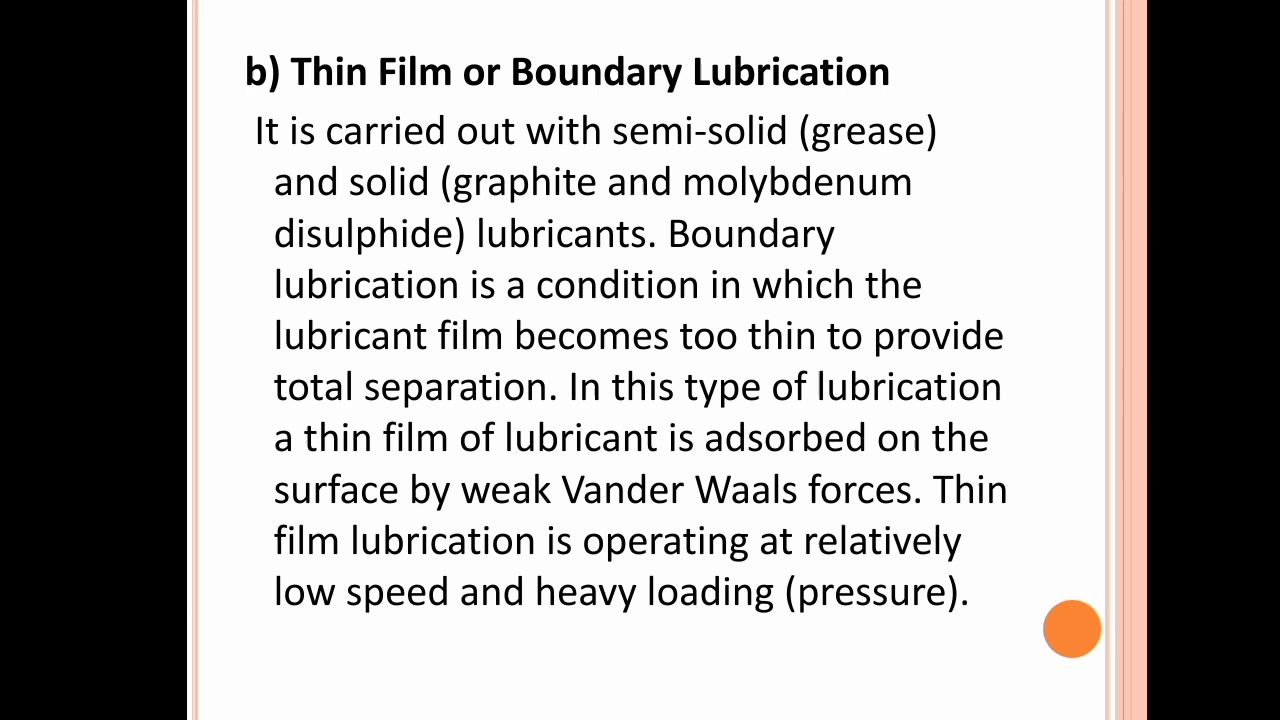 b) Thin Film or Boundary Lubrication
It is carried out with semi-solid (grease)
and solid (graphite and molybdenum
disulphide) lubricants. Boundary
lubrication is a condition in which the
lubricant film becomes too thin to provide
total separation. In this type of lubrication
a thin film of lubricant is adsorbed on the
surface by weak Vander Waals forces. Thin
film lubrication is operating at relatively
low speed and heavy loading (pressure).